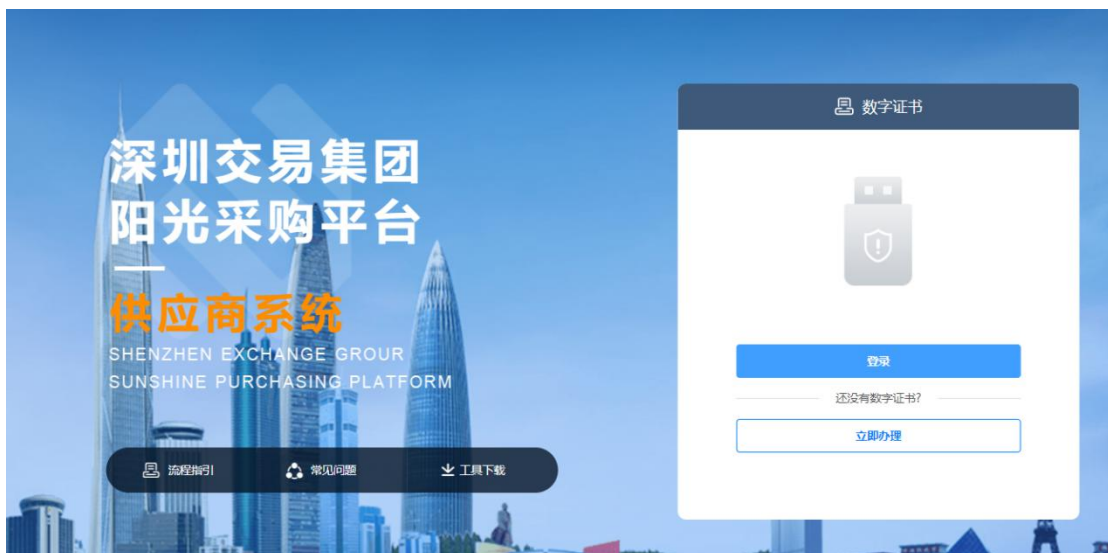 深圳交易集团
阳光采购平台
供应商系统
SHENZHEN EXCHANGE GROUR
SUNSHINE PURCHASING PLATFORM
流程指引
常见问题
工具下载
数字证书
登录
还没有数字证书?
立即办理